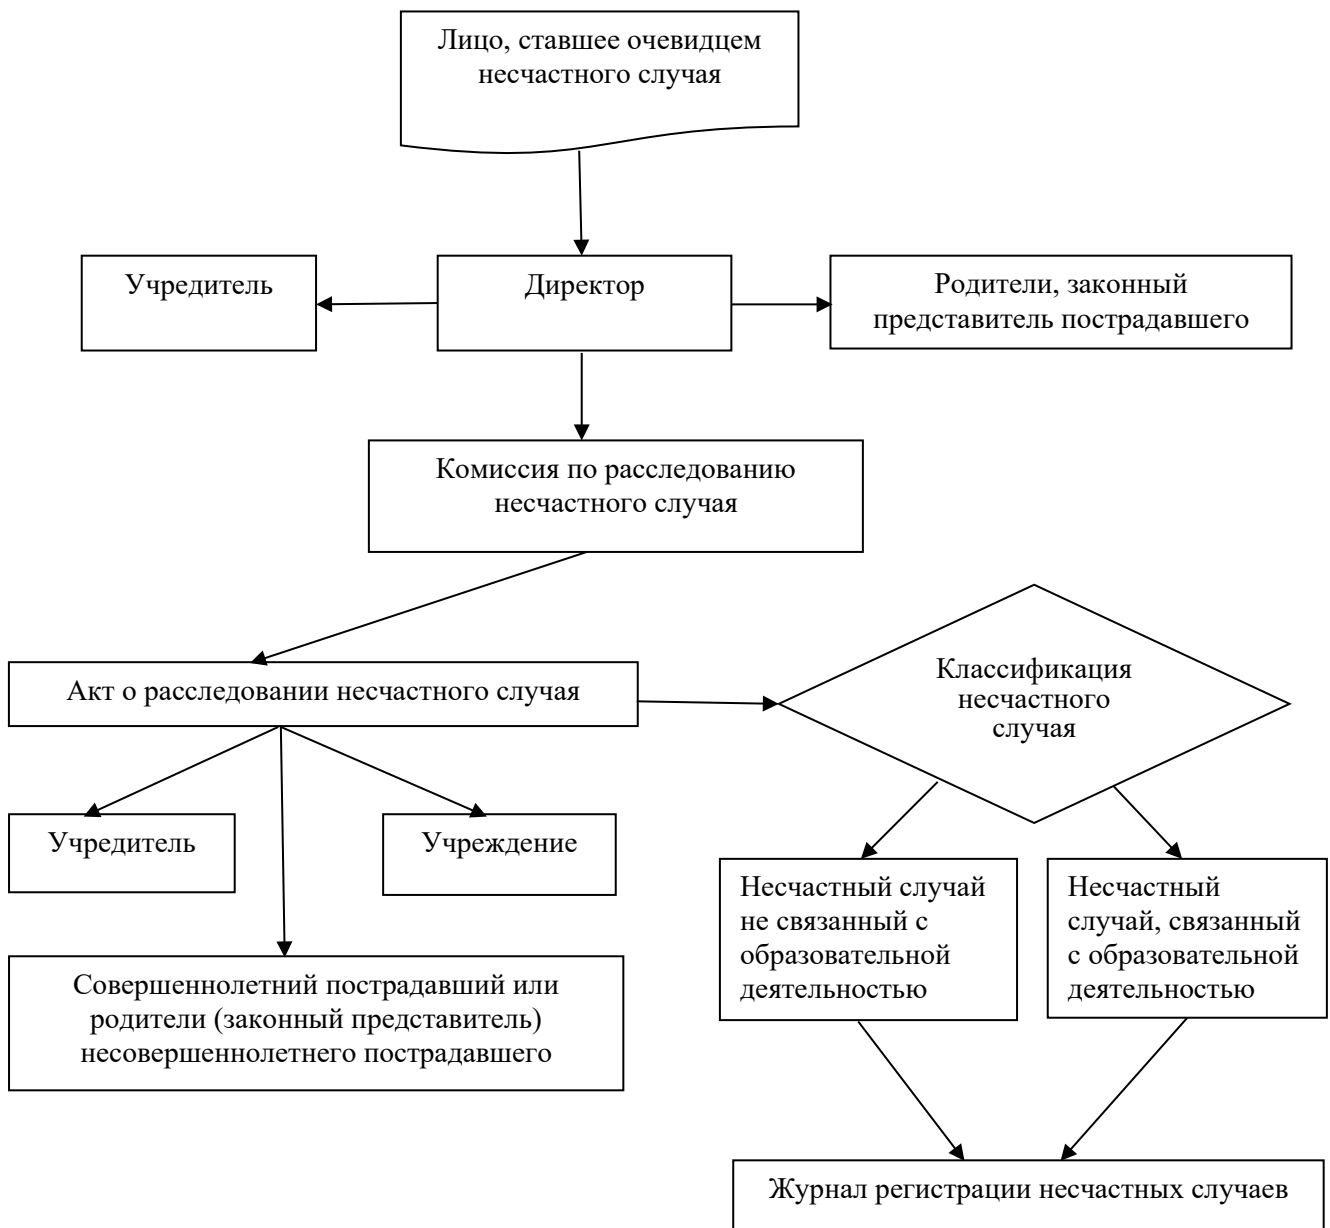 Лицо, ставшее очевидцем
несчастного случая
Учредитель
Директор
Родители, законный
представитель пострадавшего
Комиссия по расследованию
несчастного случая
Акт о расследовании несчастного случая
Классификация
несчастного
случая
Учредитель
Учреждение
Несчастный случай
не связанный с
образовательной
деятельностью
Несчастный
случай, связанный
с образовательной
деятельностью
Совершеннолетний пострадавший или
родители (законный представитель)
несовершеннолетнего пострадавшего
Журнал регистрации несчастных случаев